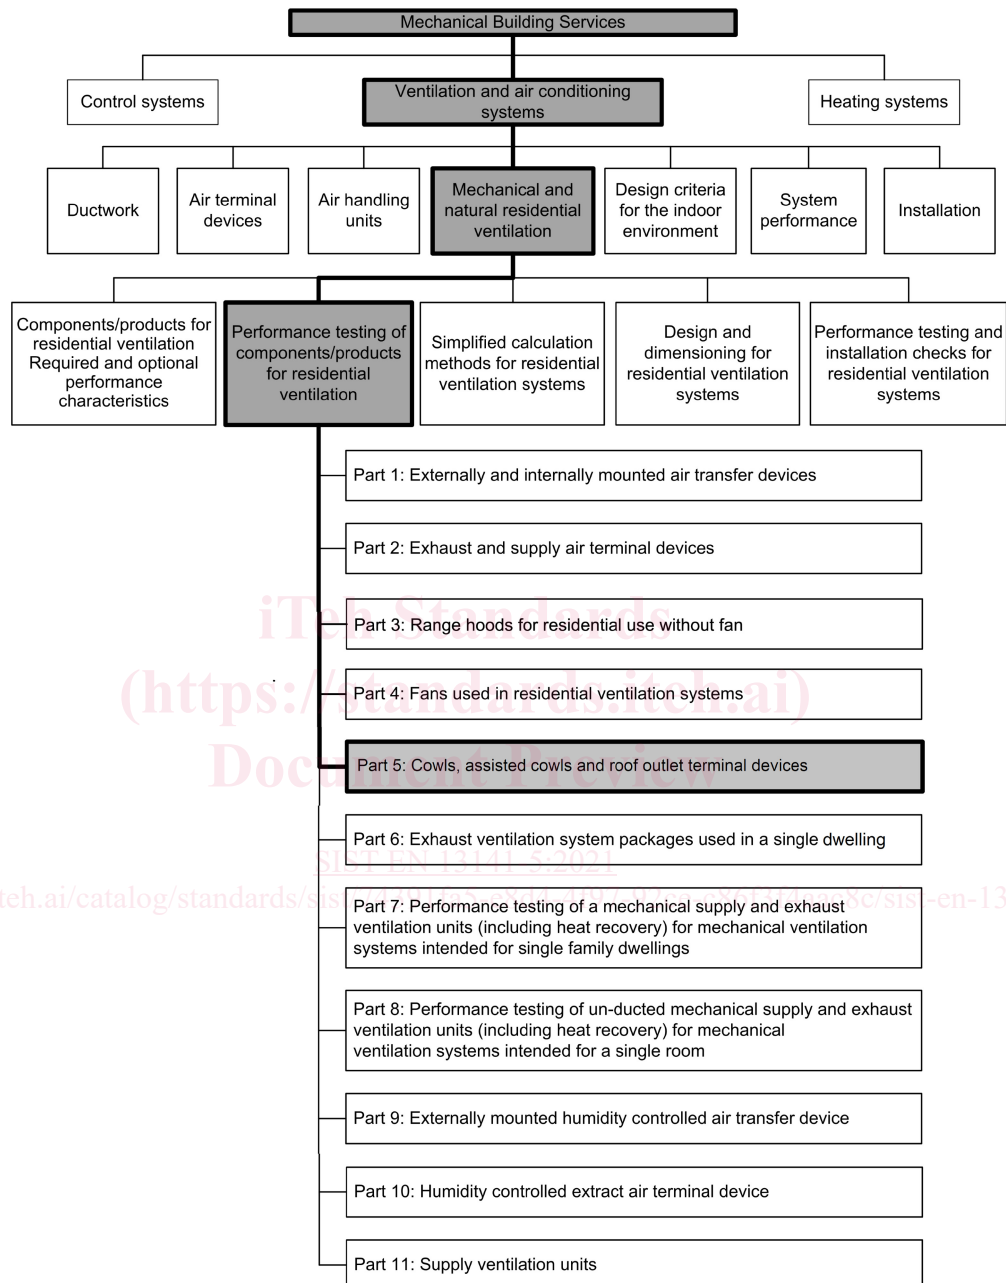 Mechanical Building Services
Control systems
Ventilation and air conditioning
systems
Heating systems
Ductwork
Air terminal
devices
Air handling
units
Mechanical and
natural residential
ventilation
Design criteria
for the indoor
environment
System
performance
Installation
Components/products for
residential ventilation
Required and optional
performance
characteristics
Performance testing of
components/products
for residential
ventilation
Simplified calculation
methods for residential
ventilation systems
Design and
dimensioning for
residential ventilation
systems
Performance testing and
installation checks for
residential ventilation
systems
Part 1: Externally and internally mounted air transfer devices
Part 2: Exhaust and supply air terminal devices
iTeh Standards
Part 3: Range hoods for residential use without fan
(https://standards.iteh.ai)
Part 4: Fans used in residential ventilation systems
Document Preview
Part 5: Cowls, assisted cowls and roof outlet terminal devices
Part 6: Exhaust ventilation system packages used in a single dwelling
SIST EN 13141-5:2021
Part 7: Performance testing of a mechanical supply and exhaust
ventilation units (including heat recovery) for mechanical ventilation
systems intended for single family dwellings
Part 8: Performance testing of un-ducted mechanical supply and exhaust
ventilation units (including heat recovery) for mechanical
ventilation systems intended for a single room
Part 9: Externally mounted humidity controlled air transfer device
Part 10: Humidity controlled extract air terminal device
Part 11: Supply ventilation units